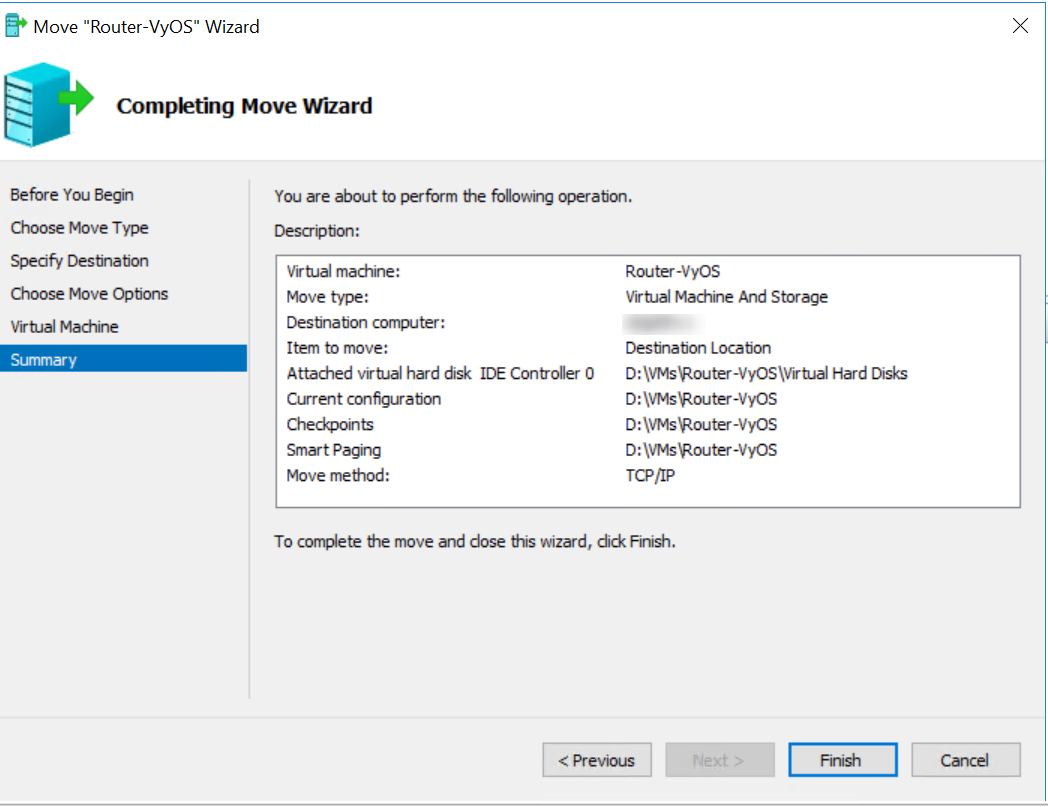 Move "Router-VyOS" Wizard
Completing Move Wizard
Before You Begin
Choose Move Type
Specify Destination
Choose Move Options
Virtual Machine
Summary
You are about to perform the following operation.
Description:
Virtual machine: Router-VyOS
Move type: Virtual Machine And Storage
Destination computer:
Item to move: Destination Location
Attached virtual hard disk  IDE Controller 0 D:\VMs\Router-VyOS\Virtual Hard Disks
Current configuration D:\VMs\Router-VyOS
Checkpoints D:\VMs\Router-VyOS
Smart Paging D:\VMs\Router-VyOS
Move method: TCP/IP
To complete the move and close this wizard, click Finish.
< Previous Next > Finish Cancel